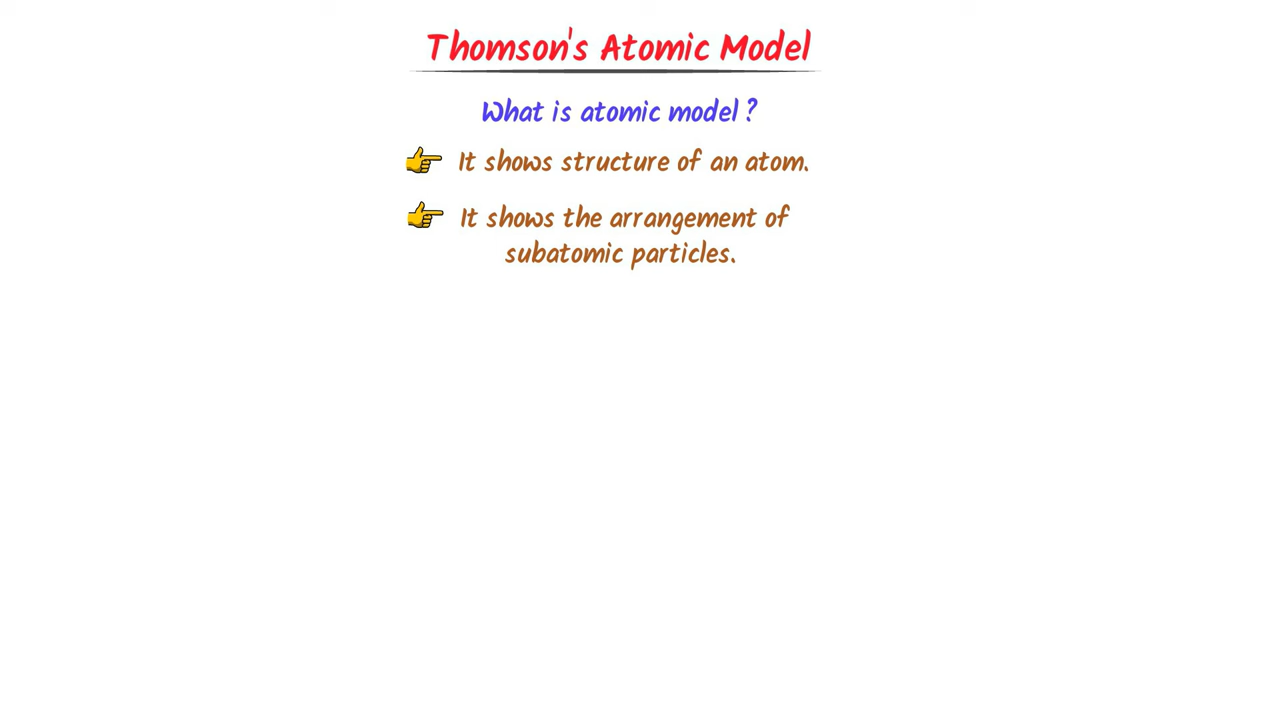 Thomson's Atomic Model
What is atomic model ?
It shows structure of an atom.
It shows the arrangement of
subatomic particles.